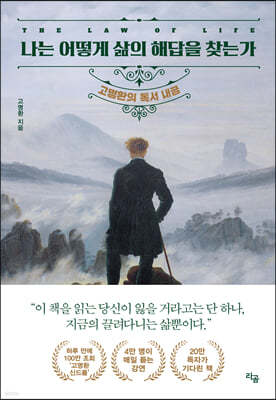 THE LAW OF LIFE
나는 어떻게 삶의 해답을 찾는가
고명환의 독서 내공
고명환 지음
“이 책을 읽는 당신이 잃을 거라고는 단 하나,
지금의 끌려다니는 삶뿐이다.”
하루 만에
100만 조회
‘고명환
신드롬’
4만 명이
매일 듣는
강연
20만
독자가
기다린 책
라곰